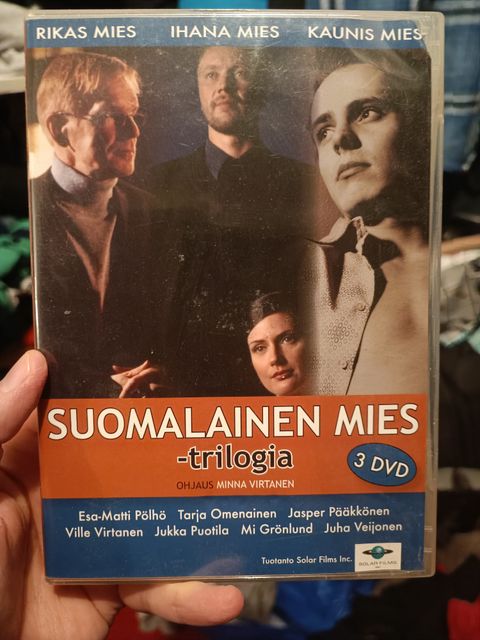 RIKAS MIES IHANA MIES KAUNIS MIES
SUOMALAINEN MIES
-trilogia
3 DVD
OHJAUS MINNA VIRTANEN
Esa-Matti Pölhö Tarja Omenainen Jasper Pääkkönen
Ville Virtanen Jukka Puotila Mi Grönlund Juha Veijonen
Tuotanto Solar Films Inc.
SOLAR FILMS